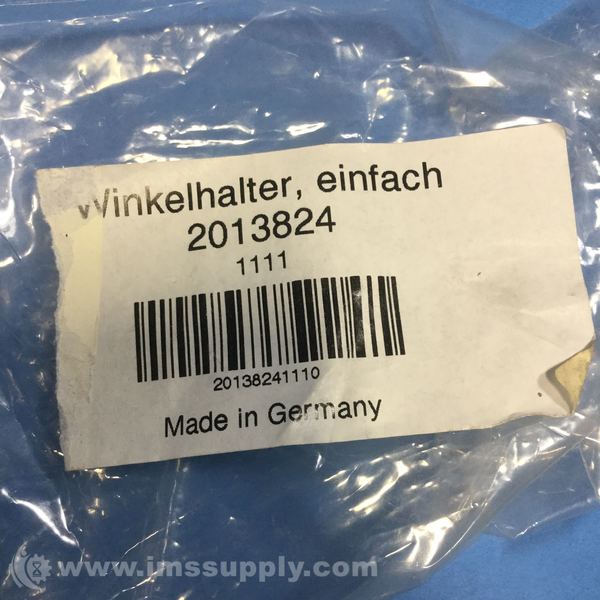 Winkelhalter, einfach
2013824
1111
20138241110
Made in Germany
www.imssupply.com